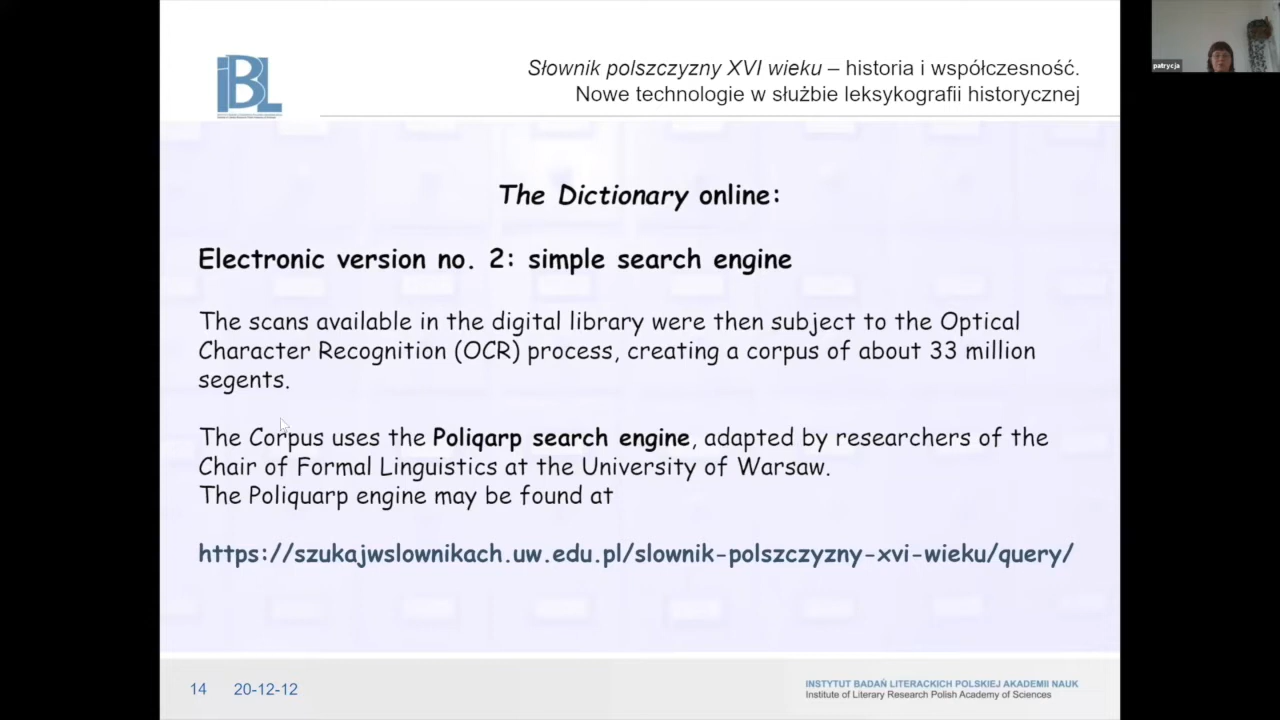 iBL
Słownik polszczyzny XVI wieku – historia i współczesność.
Nowe technologie w służbie leksykografii historycznej
patrycja
The Dictionary online:
Electronic version no. 2: simple search engine
The scans available in the digital library were then subject to the Optical
Character Recognition (OCR) process, creating a corpus of about 33 million
segents.
The Corpus uses the Poliqarp search engine, adapted by researchers of the
Chair of Formal Linguistics at the University of Warsaw.
The Poliquarp engine may be found at
https://szukajwslownikach.uw.edu.pl/slownik-polszczyzny-xvi-wieku/query/
14 20-12-12
INSTYTUT BADAŃ LITERACKICH POLSKIEJ AKADEMII NAUK
Institute of Literary Research Polish Academy of Sciences